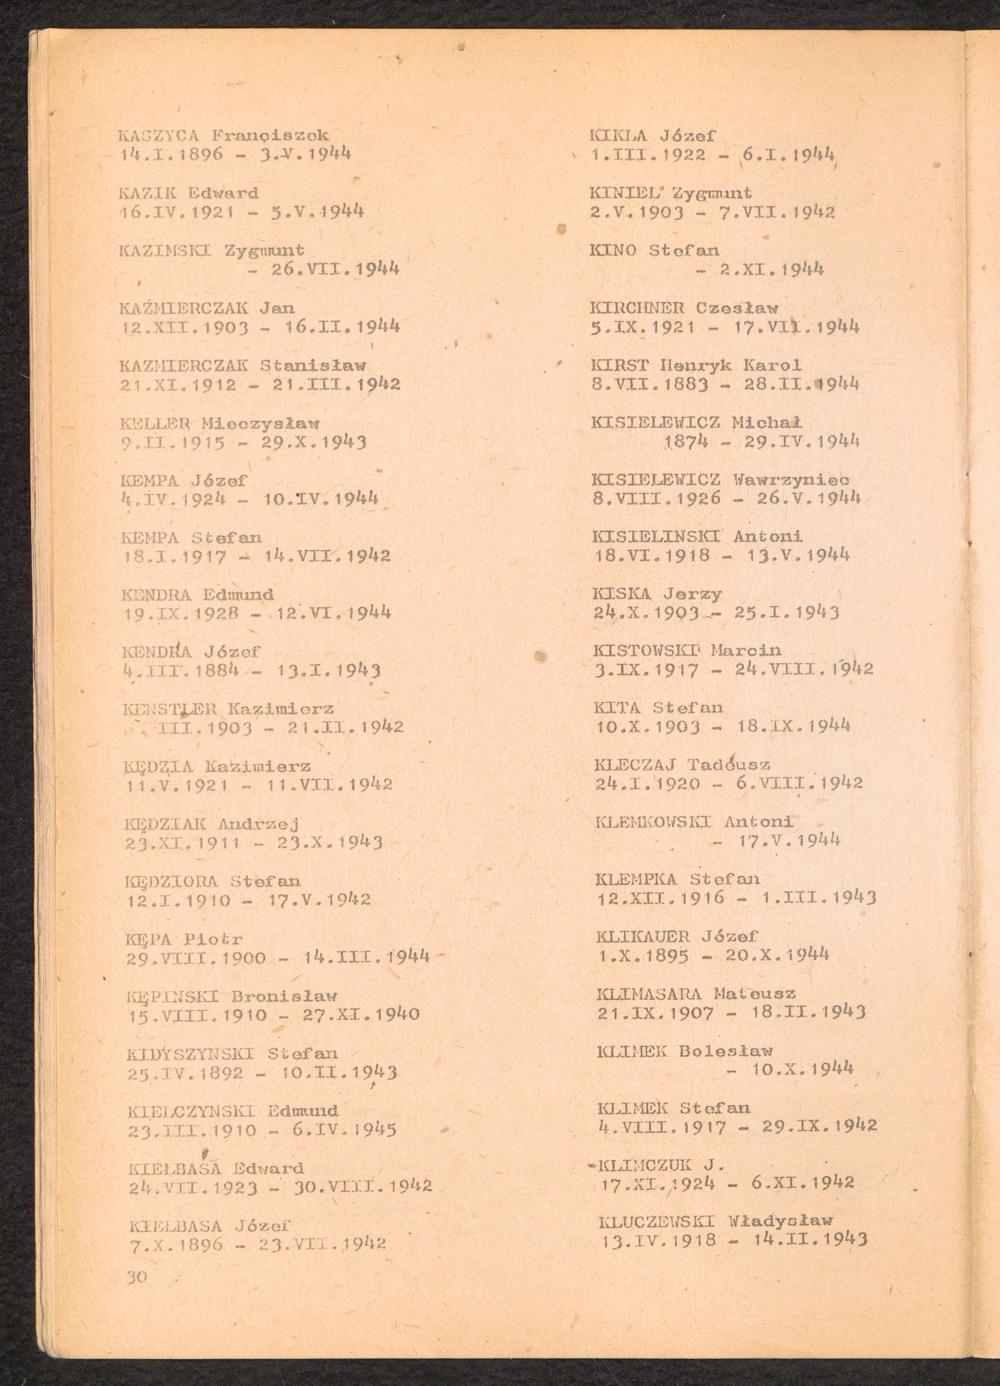 KASZYCA Franciszek
14.I.1896 - 3.V.1944
KAZIK Edward
16.IV.1921 - 5.V.1944
KAZIMSKI Zygmunt
- 26.VII.1944
KAŹMIERCZAK Jan
12.XII.1903 - 16.II.1944
KAZMIERCZAK Stanisław
21.XI.1912 - 21.III.1942
KELLER Mieczysław
9.II.1915 - 29.X.1943
KEMPA Józef
4.IV.1924 - 10.IV.1944
KEMPA Stefan
18.I.1917 - 14.VII.1942
KENDRA Edmund
19.IX.1928 - 12.VI.1944
KENDRA Józef
4.III.1884 - 13.I.1943
KENSTLER Kazimierz
III.1903 - 21.II.1942
KĘDZIA Kazimierz
11.V.1921 - 11.VII.1942
KĘDZIAK Andrzej
23.XI.1911 - 23.X.1943
KĘDZIORA Stefan
12.I.1910 - 17.V.1942
KĘPA Piotr
29.VIII.1900 - 14.III.1944
KĘPINSKI Bronisław
15.VIII.1910 - 27.XI.1940
KIDYSZYNSKI Stefan
25.IV.1892 - 10.II.1943
KIELCZYNSKI Edmund
23.III.1910 - 6.IV.1945
KIEŁBASA Edward
24.VII.1923 - 30.VIII.1942
KIELBASA Józef
7.X.1896 - 23.VII.1942
30
KIKLA Józef
1.III.1922 - 6.I.1944
KINIEL Zygmunt
2.V.1903 - 7.VII.1942
KINO Stefan
- 2.XI.1944
KIRCHNER Czesław
5.IX.1921 - 17.VII.1944
KIRST Henryk Karol
8.VII.1883 - 28.II.1944
KISIELEWICZ Michał
1874 - 29.IV.1944
KISIELEWICZ Wawrzyniec
8.VIII.1926 - 26.V.1944
KISIELINSKI Antoni
18.VI.1918 - 13.V.1944
KISKA Jerzy
24.X.1903 - 25.I.1943
KISTOWSKI Marcin
3.IX.1917 - 24.VIII.1942
KITA Stefan
10.X.1903 - 18.IX.1944
KLECZAJ Tadeusz
24.I.1920 - 6.VIII.1942
KLEMKOWSKI Antoni
- 17.V.1944
KLEMPKA Stefan
12.XII.1916 - 1.III.1943
KLIKAUER Józef
1.X.1895 - 20.X.1944
KLIMASARA Mateusz
21.IX.1907 - 18.II.1943
KLIMEK Bolesław
- 10.X.1944
KLIMEK Stefan
4.VIII.1917 - 29.IX.1942
KLIMCZUK J.
17.XI.1924 - 6.XI.1942
KLUCZEWSKI Władysław
13.IV.1918 - 14.II.1943